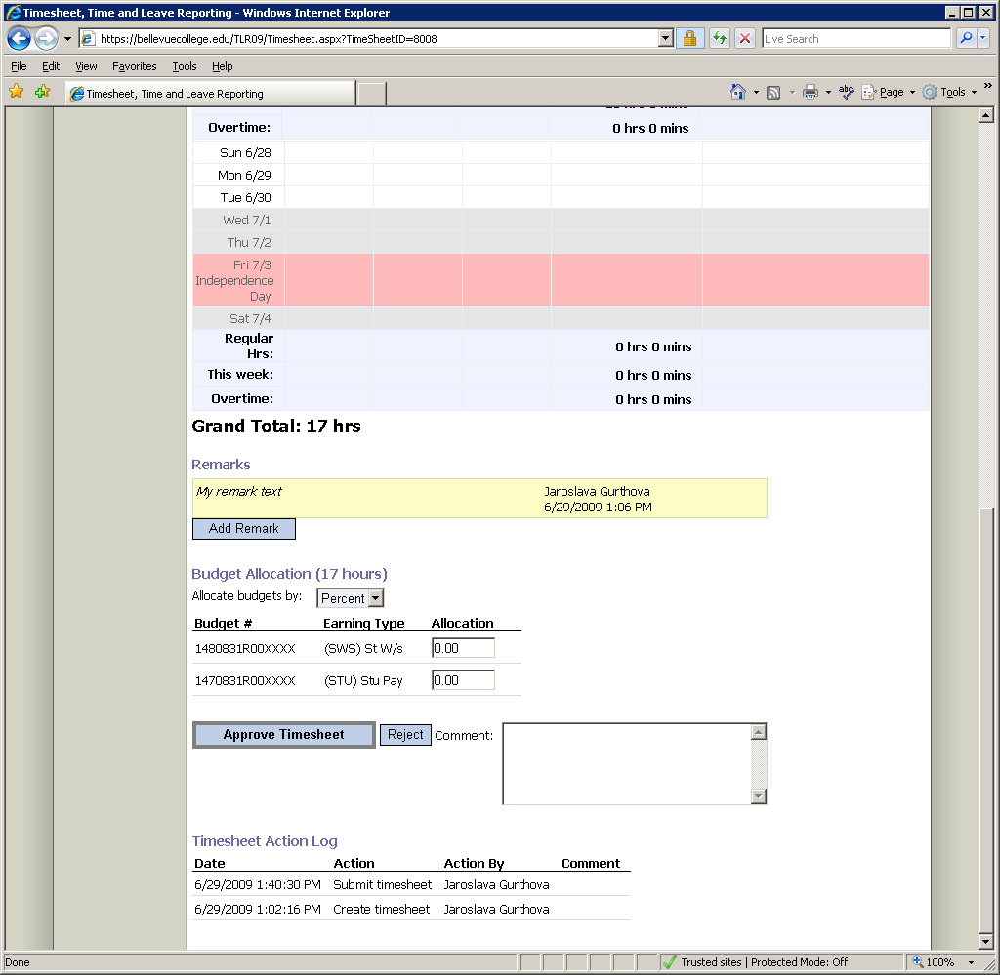 Timesheet, Time and Leave Reporting - Windows Internet Explorer
https://bellevuecollege.edu/TLR09/Timesheet.aspx?TimeSheetID=8008
Live Search
File Edit View Favorites Tools Help
Timesheet, Time and Leave Reporting
Page Tools
Overtime: 0 hrs 0 mins
Sun 6/28
Mon 6/29
Tue 6/30
Wed 7/1
Thu 7/2
Fri 7/3
Independence
Day
Sat 7/4
Regular
Hrs: 0 hrs 0 mins
This week: 0 hrs 0 mins
Overtime: 0 hrs 0 mins
Grand Total: 17 hrs
Remarks
My remark text Jaroslava Gurthova
6/29/2009 1:06 PM
Add Remark
Budget Allocation (17 hours)
Allocate budgets by: Percent
Budget # Earning Type Allocation
1480831R00XXXX (SWS) St W/s 0.00
1470831R00XXXX (STU) Stu Pay 0.00
Approve Timesheet Reject Comment:
Timesheet Action Log
Date Action Action By Comment
6/29/2009 1:40:30 PM Submit timesheet Jaroslava Gurthova
6/29/2009 1:02:16 PM Create timesheet Jaroslava Gurthova
Done Trusted sites | Protected Mode: Off 100%